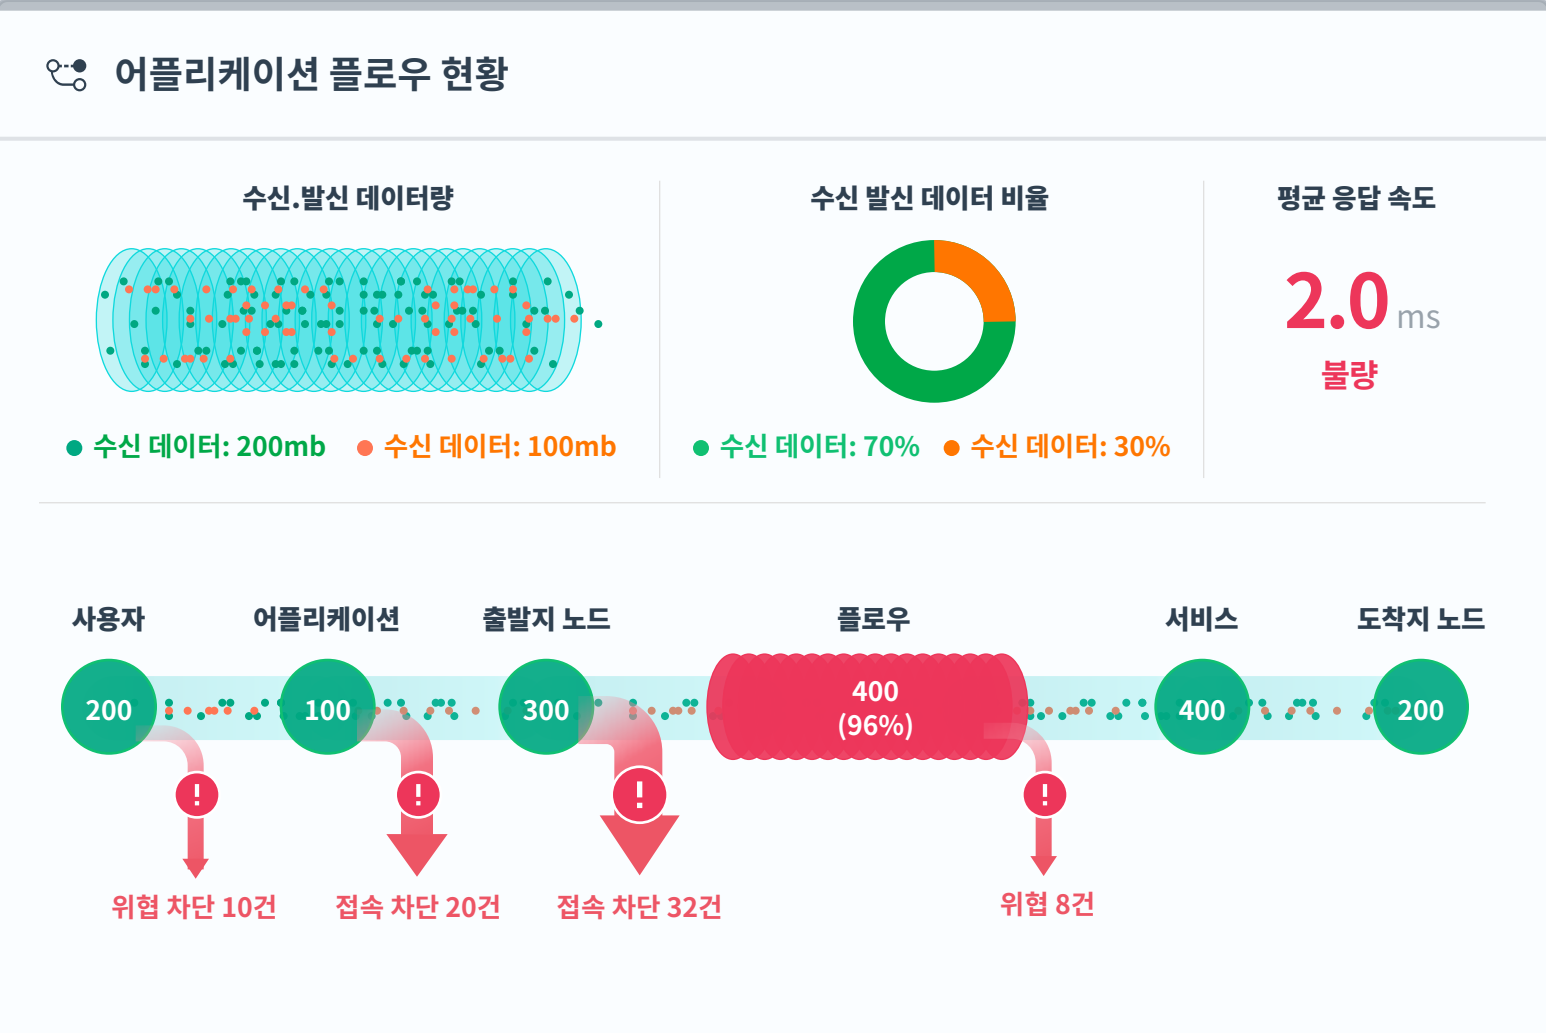 어플리케이션 플로우 현황
수신.발신 데이터량
수신 발신 데이터 비율
평균 응답 속도
2.0 ms
불량
수신 데이터: 200mb
수신 데이터: 100mb
수신 데이터: 70%
수신 데이터: 30%
사용자
어플리케이션
출발지 노드
플로우
서비스
도착지 노드
200
100
300
400
(96%)
400
200
!
!
!
!
위협 차단 10건
접속 차단 20건
접속 차단 32건
위협 8건